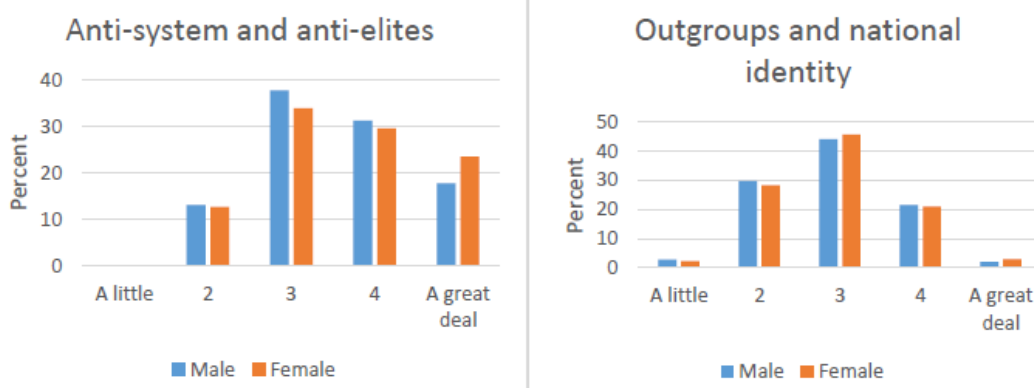 Anti-system and anti-elites
40
30
20
10
0
Percent
A little 2 3 4 A great
deal
Male Female
Outgroups and national
identity
50
40
30
20
10
0
Percent
A little 2 3 4 A great
deal
Male Female